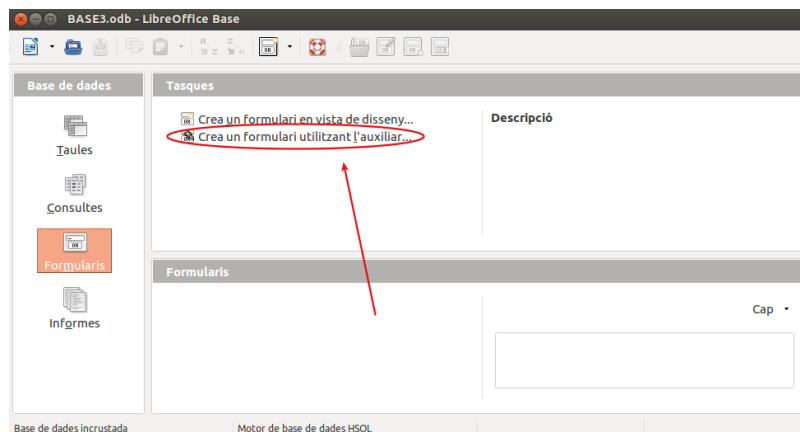 BASE3.odb - LibreOffice Base
Base de dades
Taules
Consultes
Formularis
Informes
Tasques
Crea un formulari en vista de disseny...
Crea un formulari utilitzant l'auxiliar...
Descripció
Formularis
Cap
Base de dades incrustada
Motor de base de dades HSQL